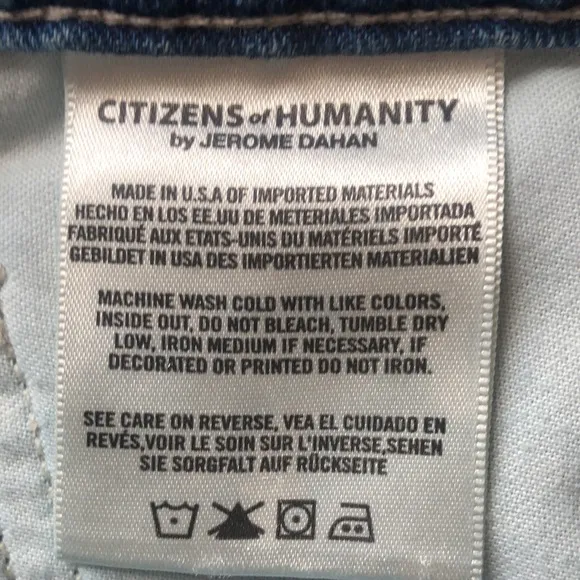 CITIZENS of HUMANITY
by JEROME DAHAN
MADE IN U.S.A OF IMPORTED MATERIALS
HECHO EN LOS EE.UU DE METERIALES IMPORTADA
FABRIQUÉ AUX ETATS-UNIS DU MATÉRIELS IMPORTÉ
GEBILDET IN USA DES IMPORTIERTEN MATERIALIEN
MACHINE WASH COLD WITH LIKE COLORS,
INSIDE OUT, DO NOT BLEACH, TUMBLE DRY
LOW, IRON MEDIUM IF NECESSARY, IF
DECORATED OR PRINTED DO NOT IRON.
SEE CARE ON REVERSE, VEA EL CUIDADO EN
REVÉS,VOIR LE SOIN SUR L'INVERSE,SEHEN
SIE SORGFALT AUF RÜCKSEITE